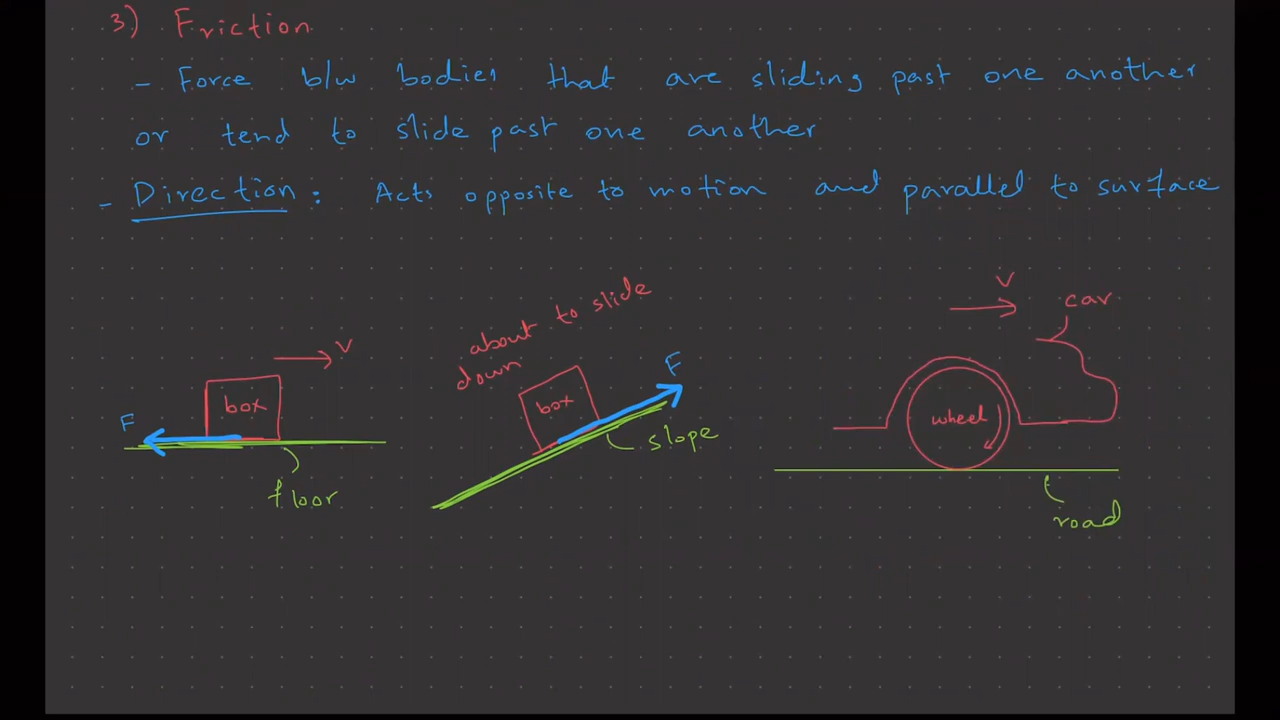 3) Friction
- Force b/w bodies that are sliding past one another
or tend to slide past one another
- Direction: Acts opposite to motion and parallel to surface
about to slide
down
V
car
V
F
box
F
box
wheel
slope
floor
road